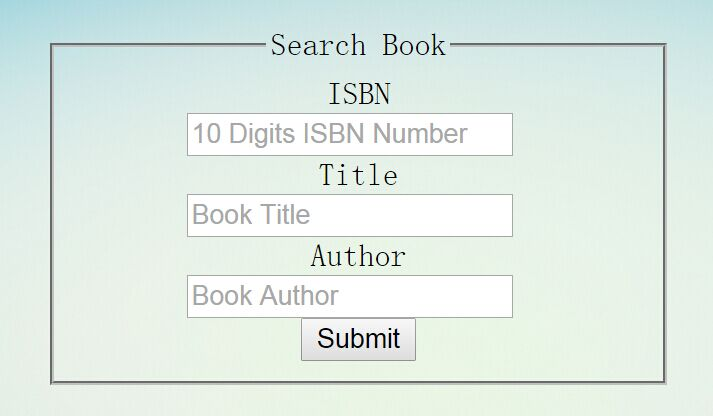 Search Book
ISBN
10 Digits ISBN Number
Title
Book Title
Author
Book Author
Submit